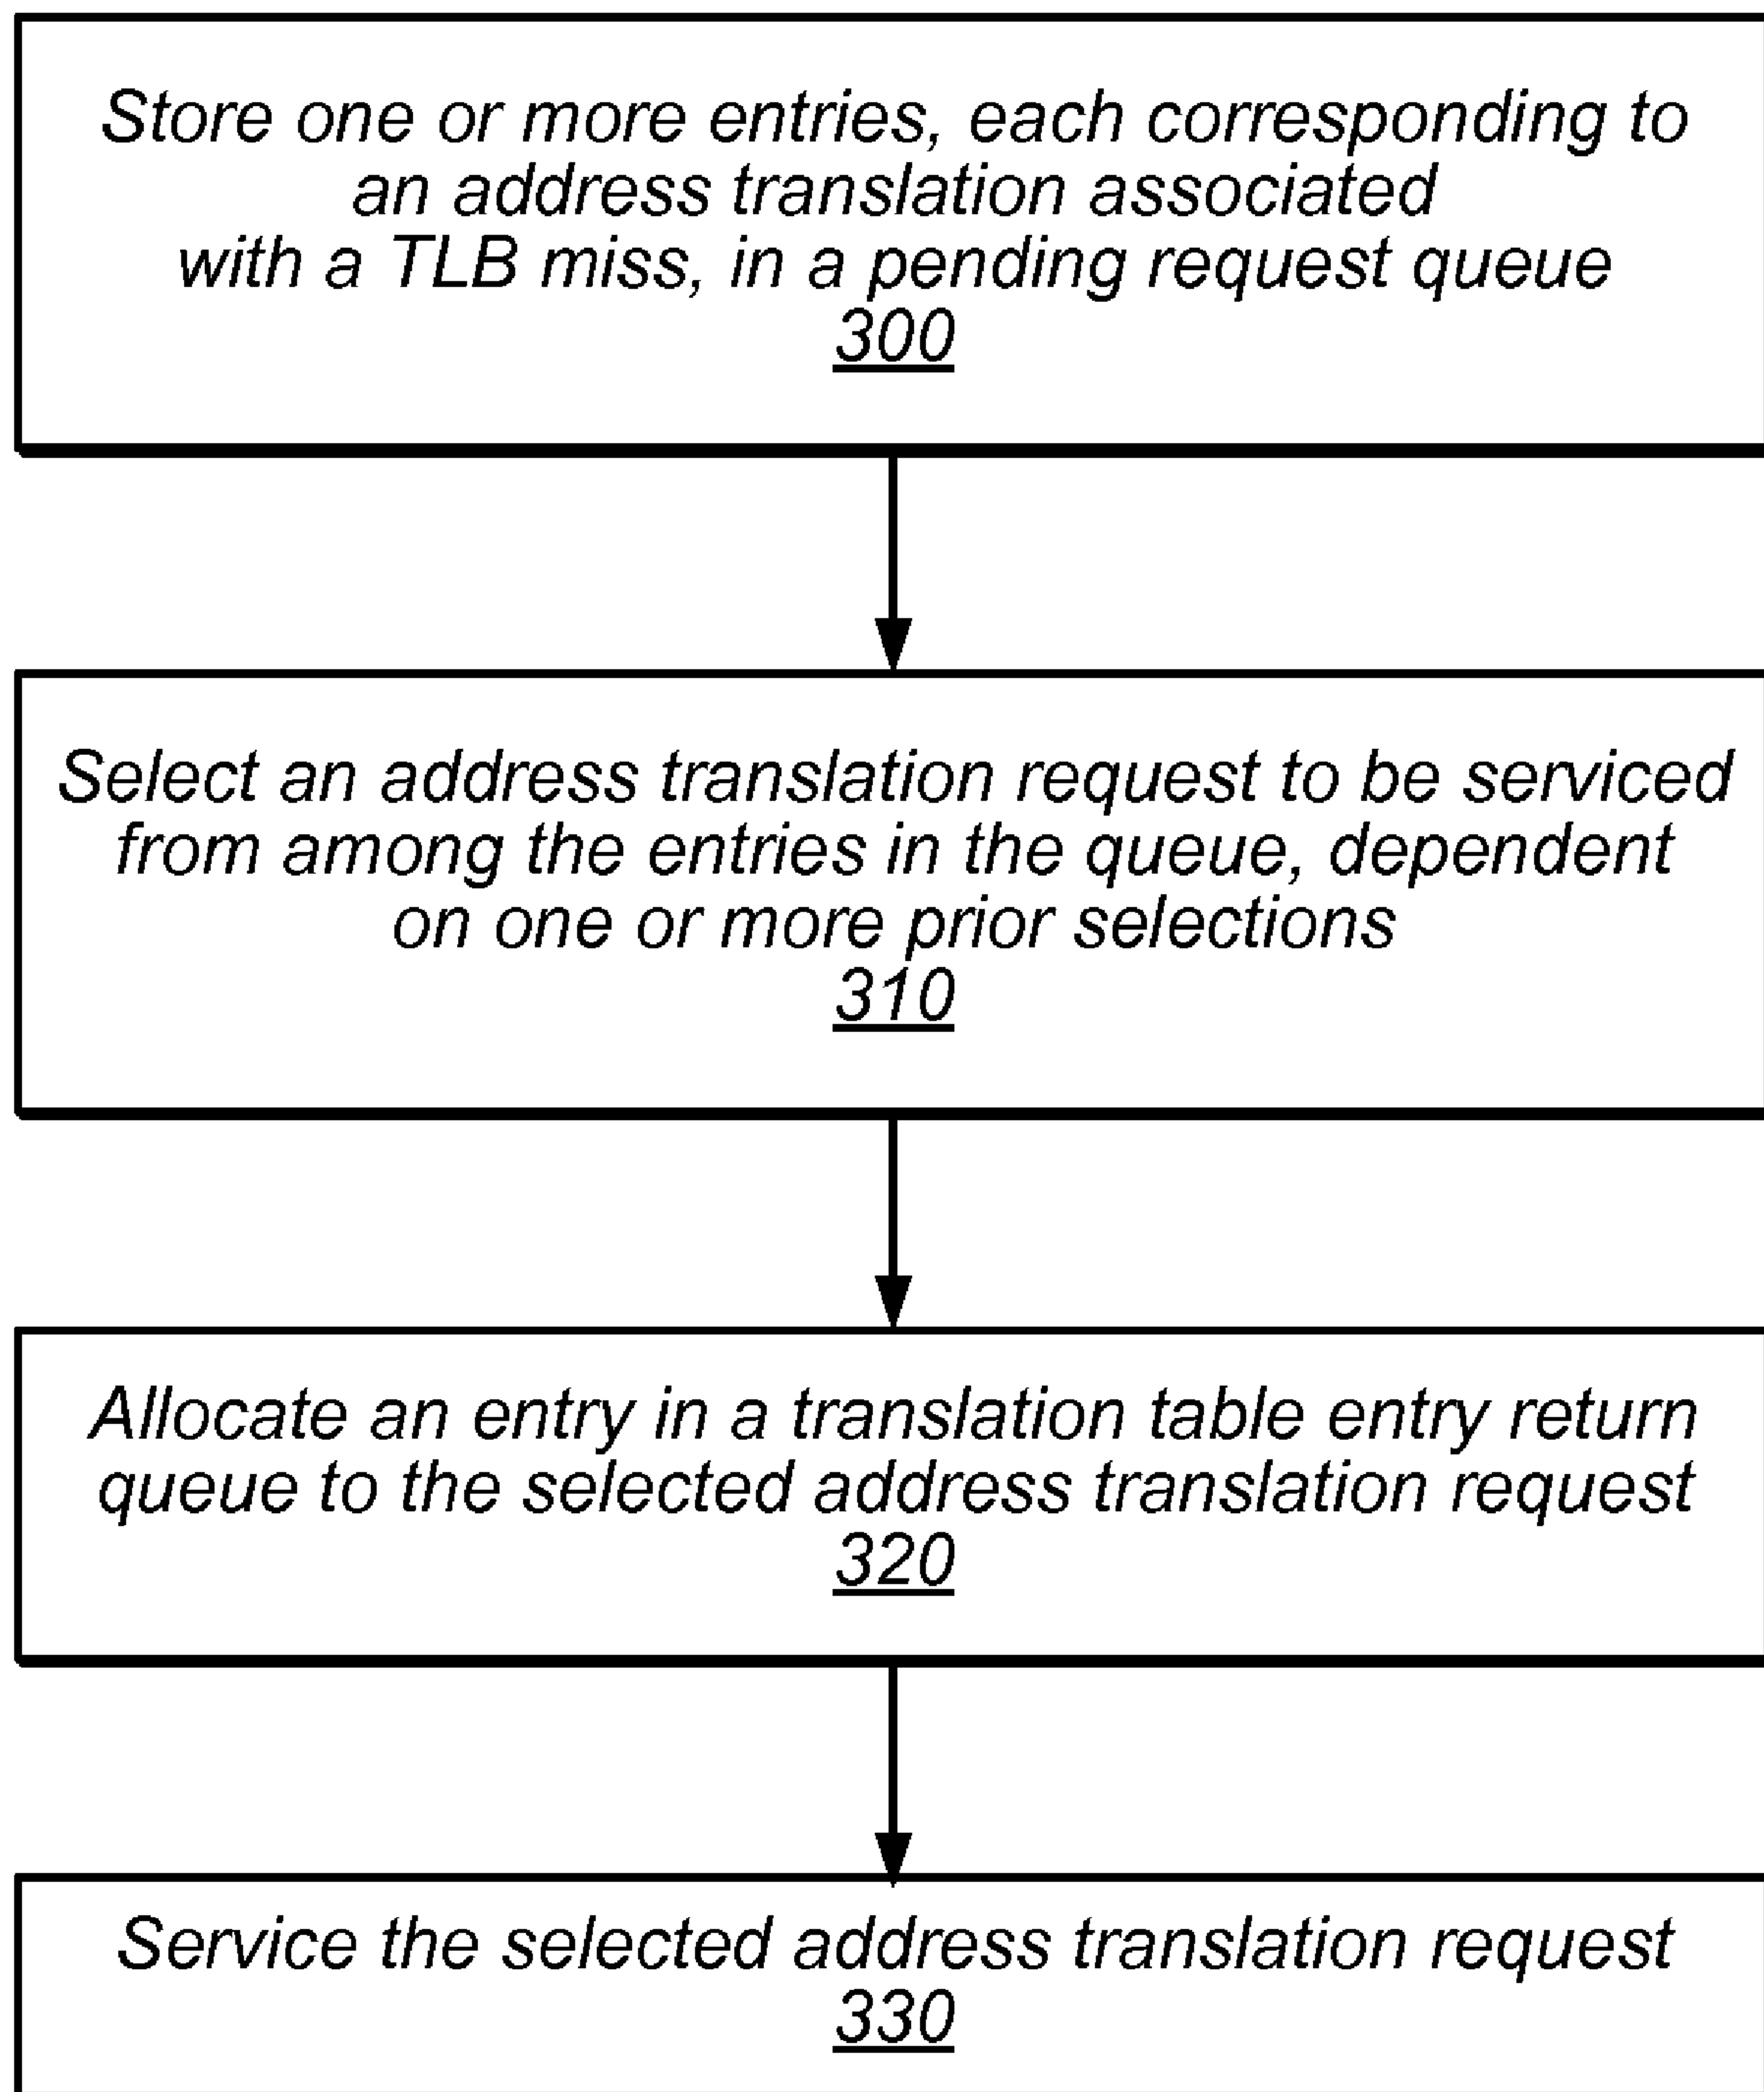 Store one or more entries, each corresponding to
an address translation associated
with a TLB miss, in a pending request queue
300
Select an address translation request to be serviced
from among the entries in the queue, dependent
on one or more prior selections
310
Allocate an entry in a translation table entry return
queue to the selected address translation request
320
Service the selected address translation request
330